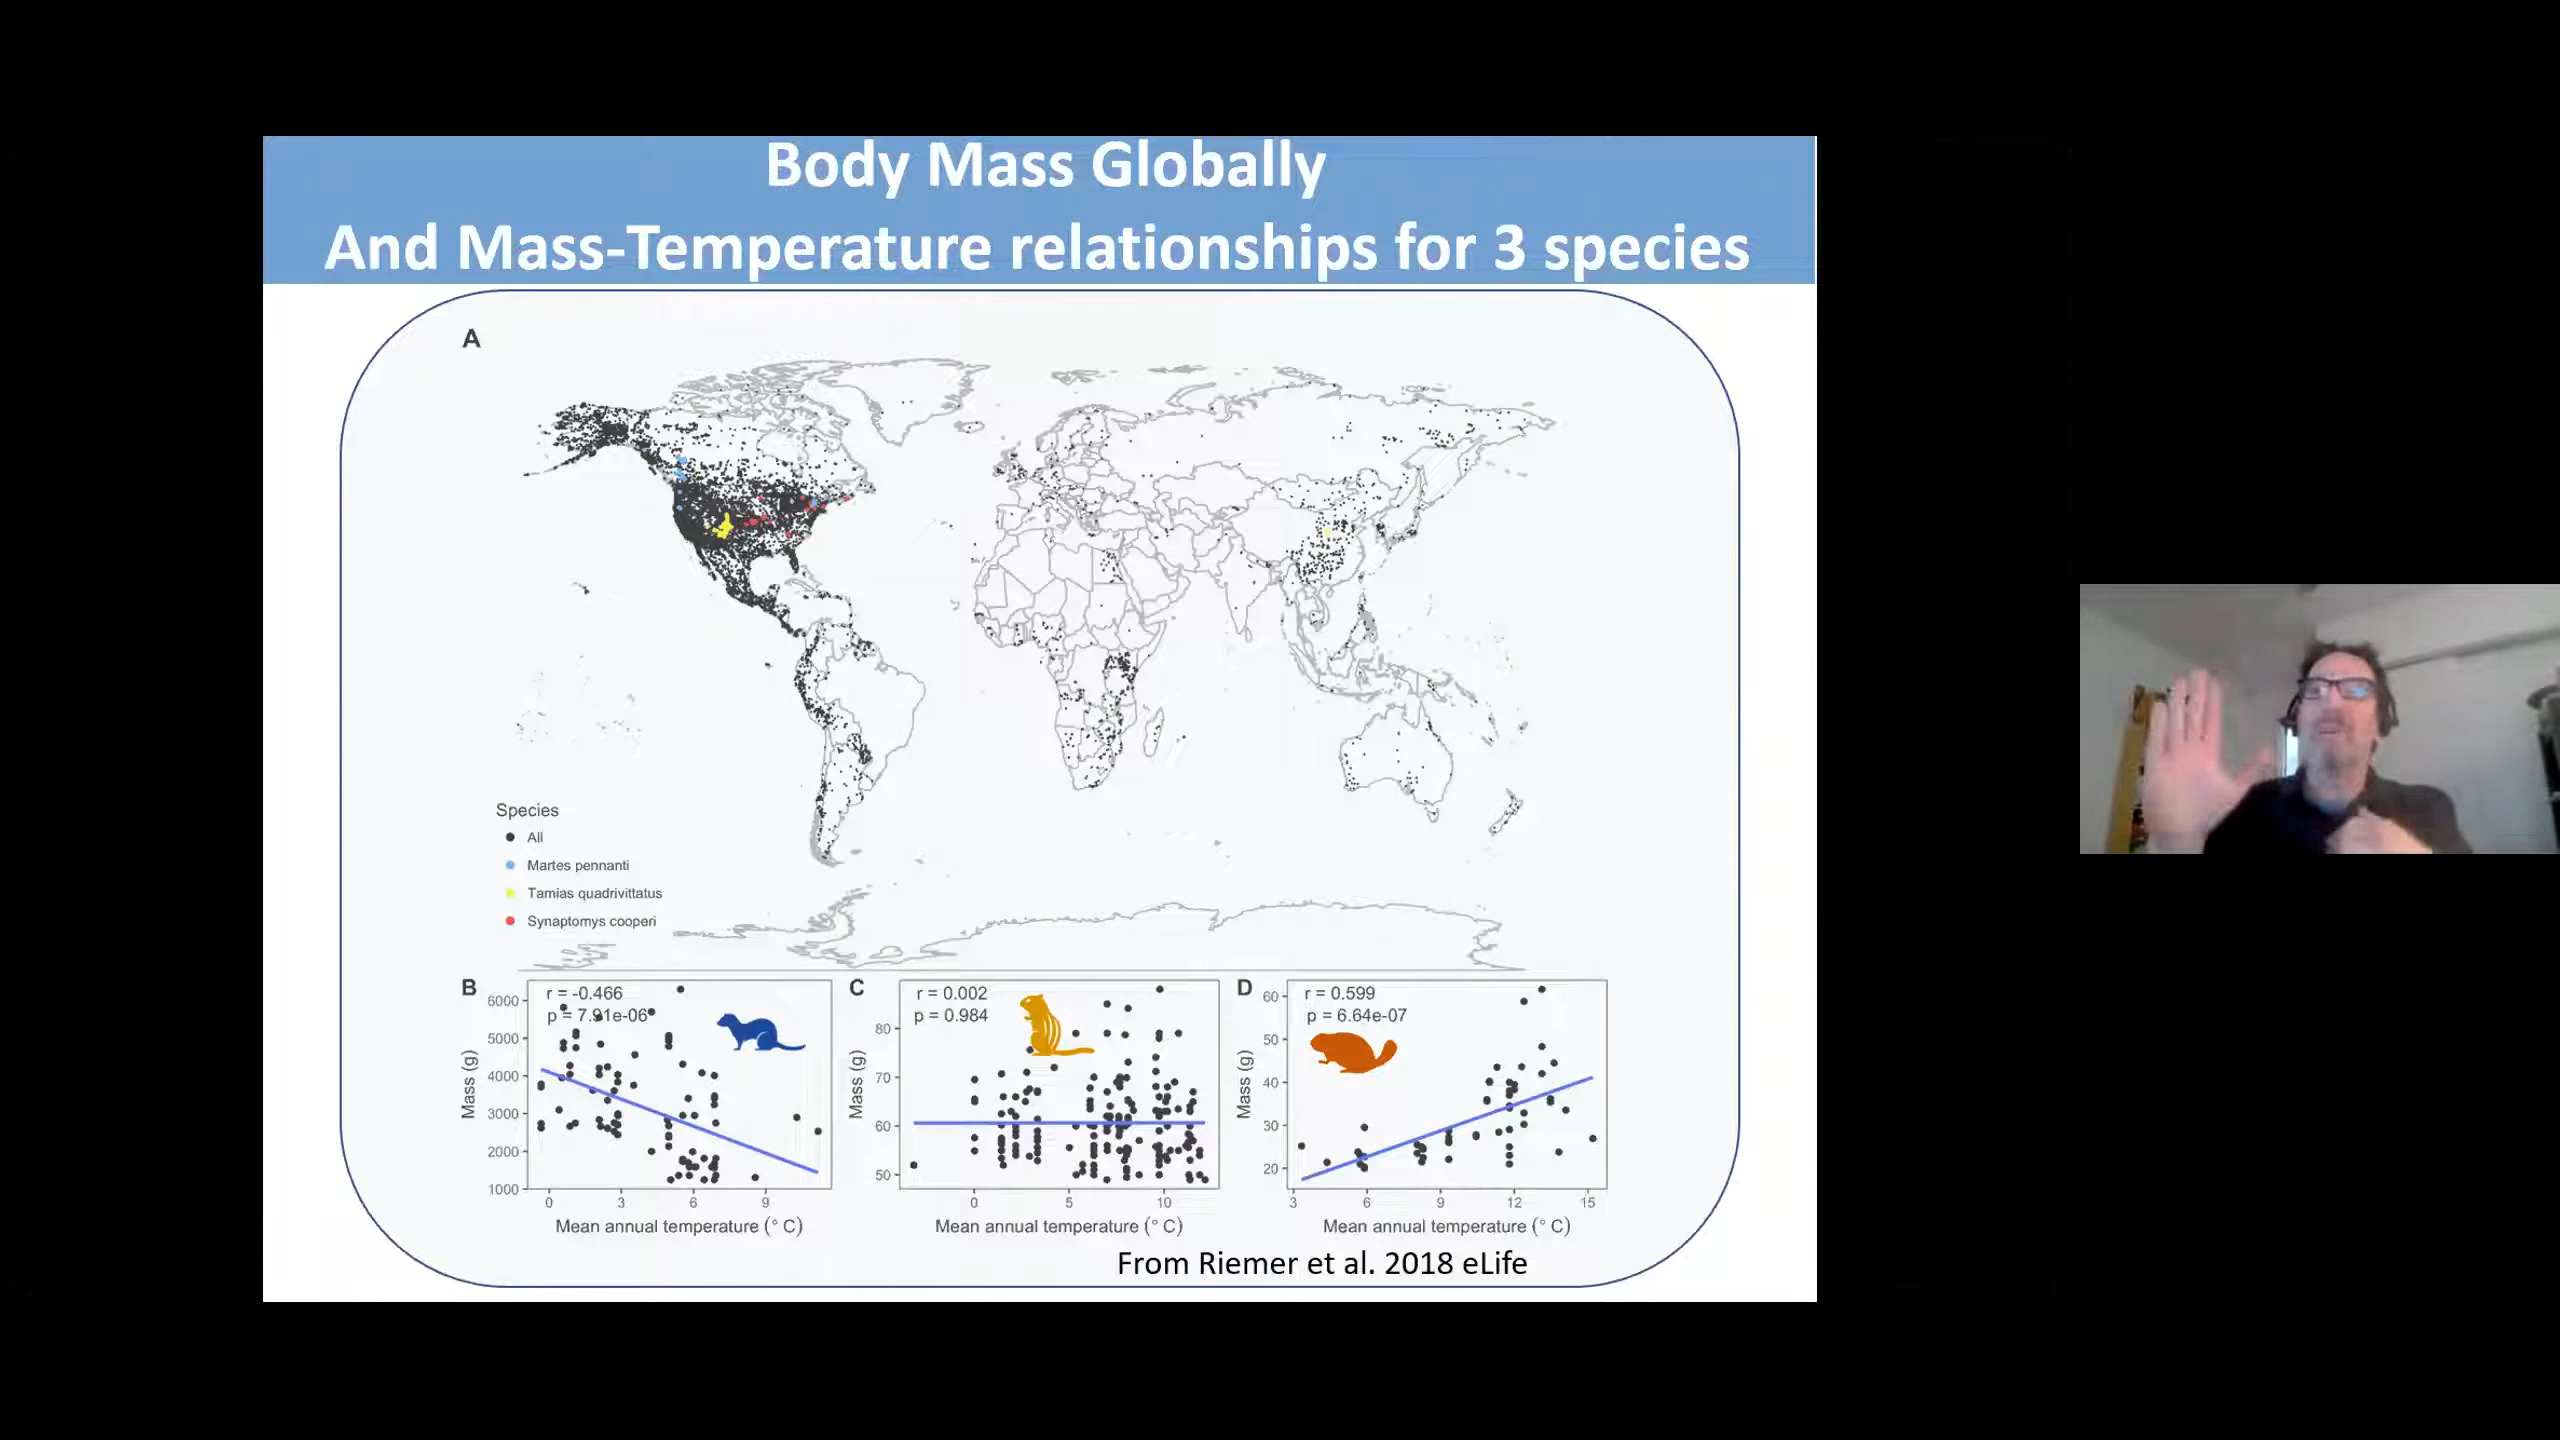 Body Mass Globally
And Mass-Temperature relationships for 3 species
A
Species
All
Martes pennanti
Tamias quadrivittatus
Synaptomys cooperi
B
r = -0.466
p = 7.91e-06
6000
5000
4000
3000
2000
1000
Mass (g)
0 3 6 9
Mean annual temperature (° C)
C
r = 0.002
p = 0.984
80
70
60
50
Mass (g)
0 5 10
Mean annual temperature (° C)
D
r = 0.599
p = 6.64e-07
60
50
40
30
20
Mass (g)
3 6 9 12 15
Mean annual temperature (° C)
From Riemer et al. 2018 eLife